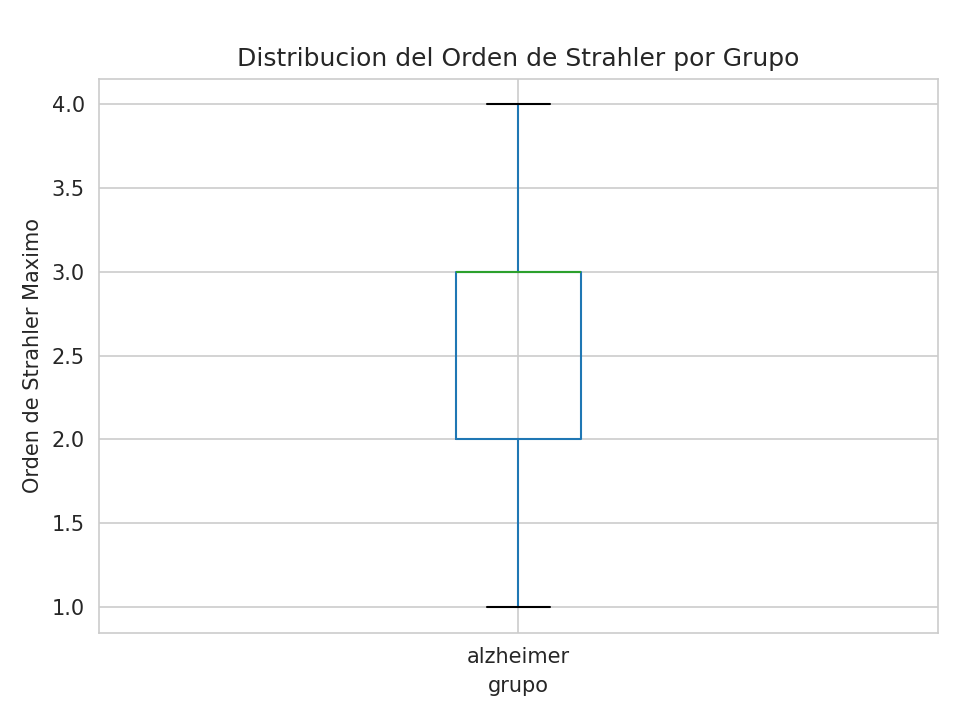 Distribucion del Orden de Strahler por Grupo
Orden de Strahler Maximo
4.0
3.5
3.0
2.5
2.0
1.5
1.0
alzheimer
grupo